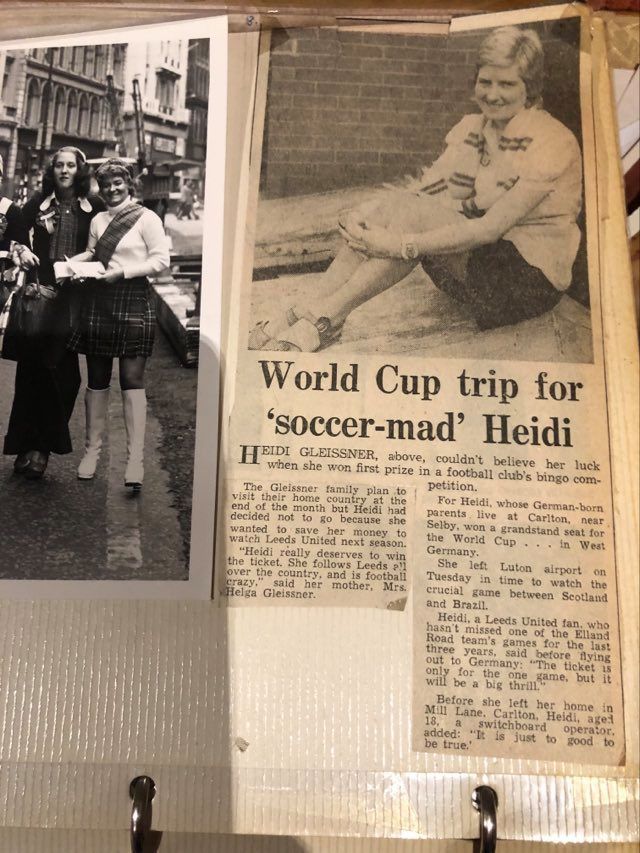 World Cup trip for
'soccer-mad' Heidi
HEIDI GLEISSNER, above, couldn't believe her luck
when she won first prize in a football club's bingo com-
petition.
For Heidi, whose German-born
parents live at Carlton, near
Selby, won a grandstand seat for
the World Cup . . . in West
Germany.
She left Luton airport on
Tuesday in time to watch the
crucial game between Scotland
and Brazil.
Heidi, a Leeds United fan, who
hasn't missed one of the Elland
Road team's games for the last
three years, said before flying
out to Germany: "The ticket is
only for the one game, but it
will be a big thrill."
Before she left her home in
Mill Lane, Carlton, Heidi, aged
18, a switchboard operator,
added: "It is just to good to
be true.'
The Gleissner family plan to
visit their home country at the
end of the month but Heidi had
decided not to go because she
wanted to save her money to
watch Leeds United next season.
"Heidi really deserves to win
the ticket. She follows Leeds all
over the country, and is football
crazy," said her mother, Mrs.
Helga Gleissner.